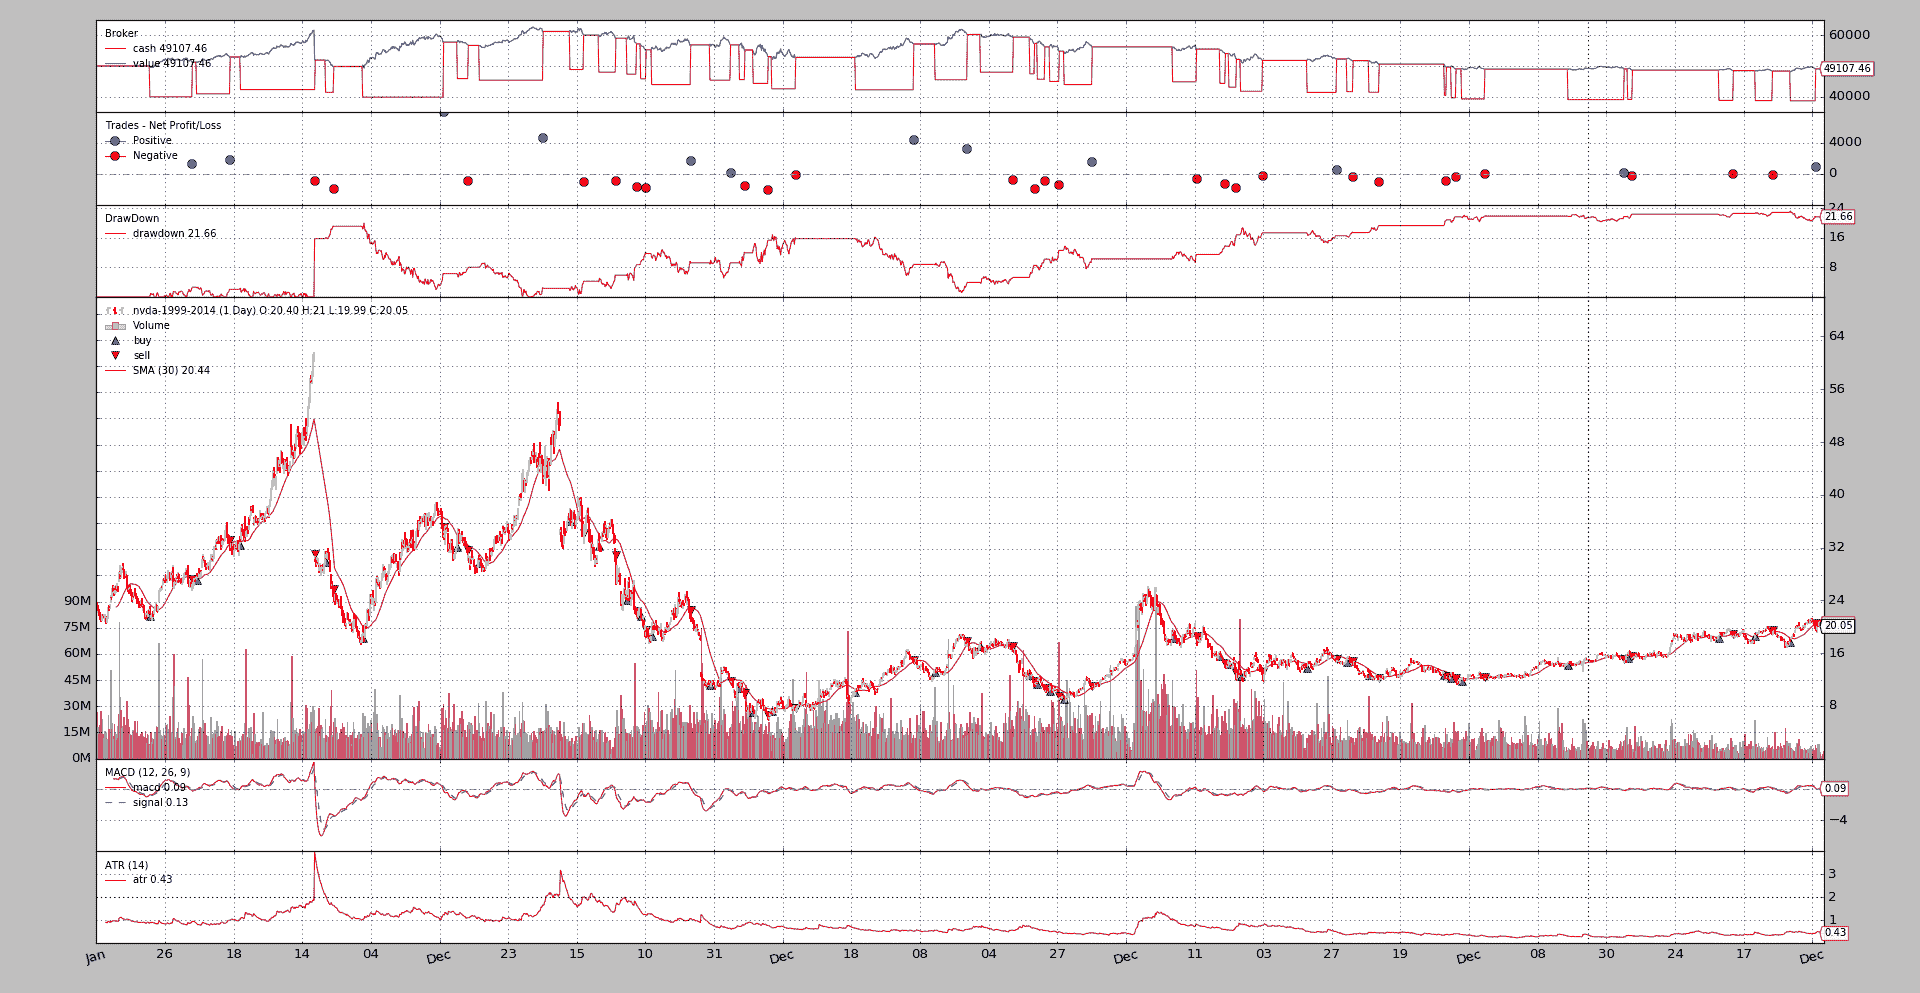 Broker
cash 49107.46
value 49107.46
60000
49107.46
40000
Trades - Net Profit/Loss
Positive
Negative
4000
0
DrawDown
drawdown 21.66
24
21.66
16
8
nvda-1999-2014 (1 Day) O:20.40 H:21 L:19.99 C:20.05
Volume
buy
sell
SMA (30) 20.44
64
56
48
40
32
24
20.05
16
8
90M
75M
60M
45M
30M
15M
0M
MACD (12, 26, 9)
macd 0.09
signal 0.13
0.09
−4
ATR (14)
atr 0.43
3
2
1
0.43
Jan 26 18 14 04 Dec 23 15 10 31 Dec 18 08 04 27 Dec 11 03 27 19 Dec 08 30 24 17 Dec